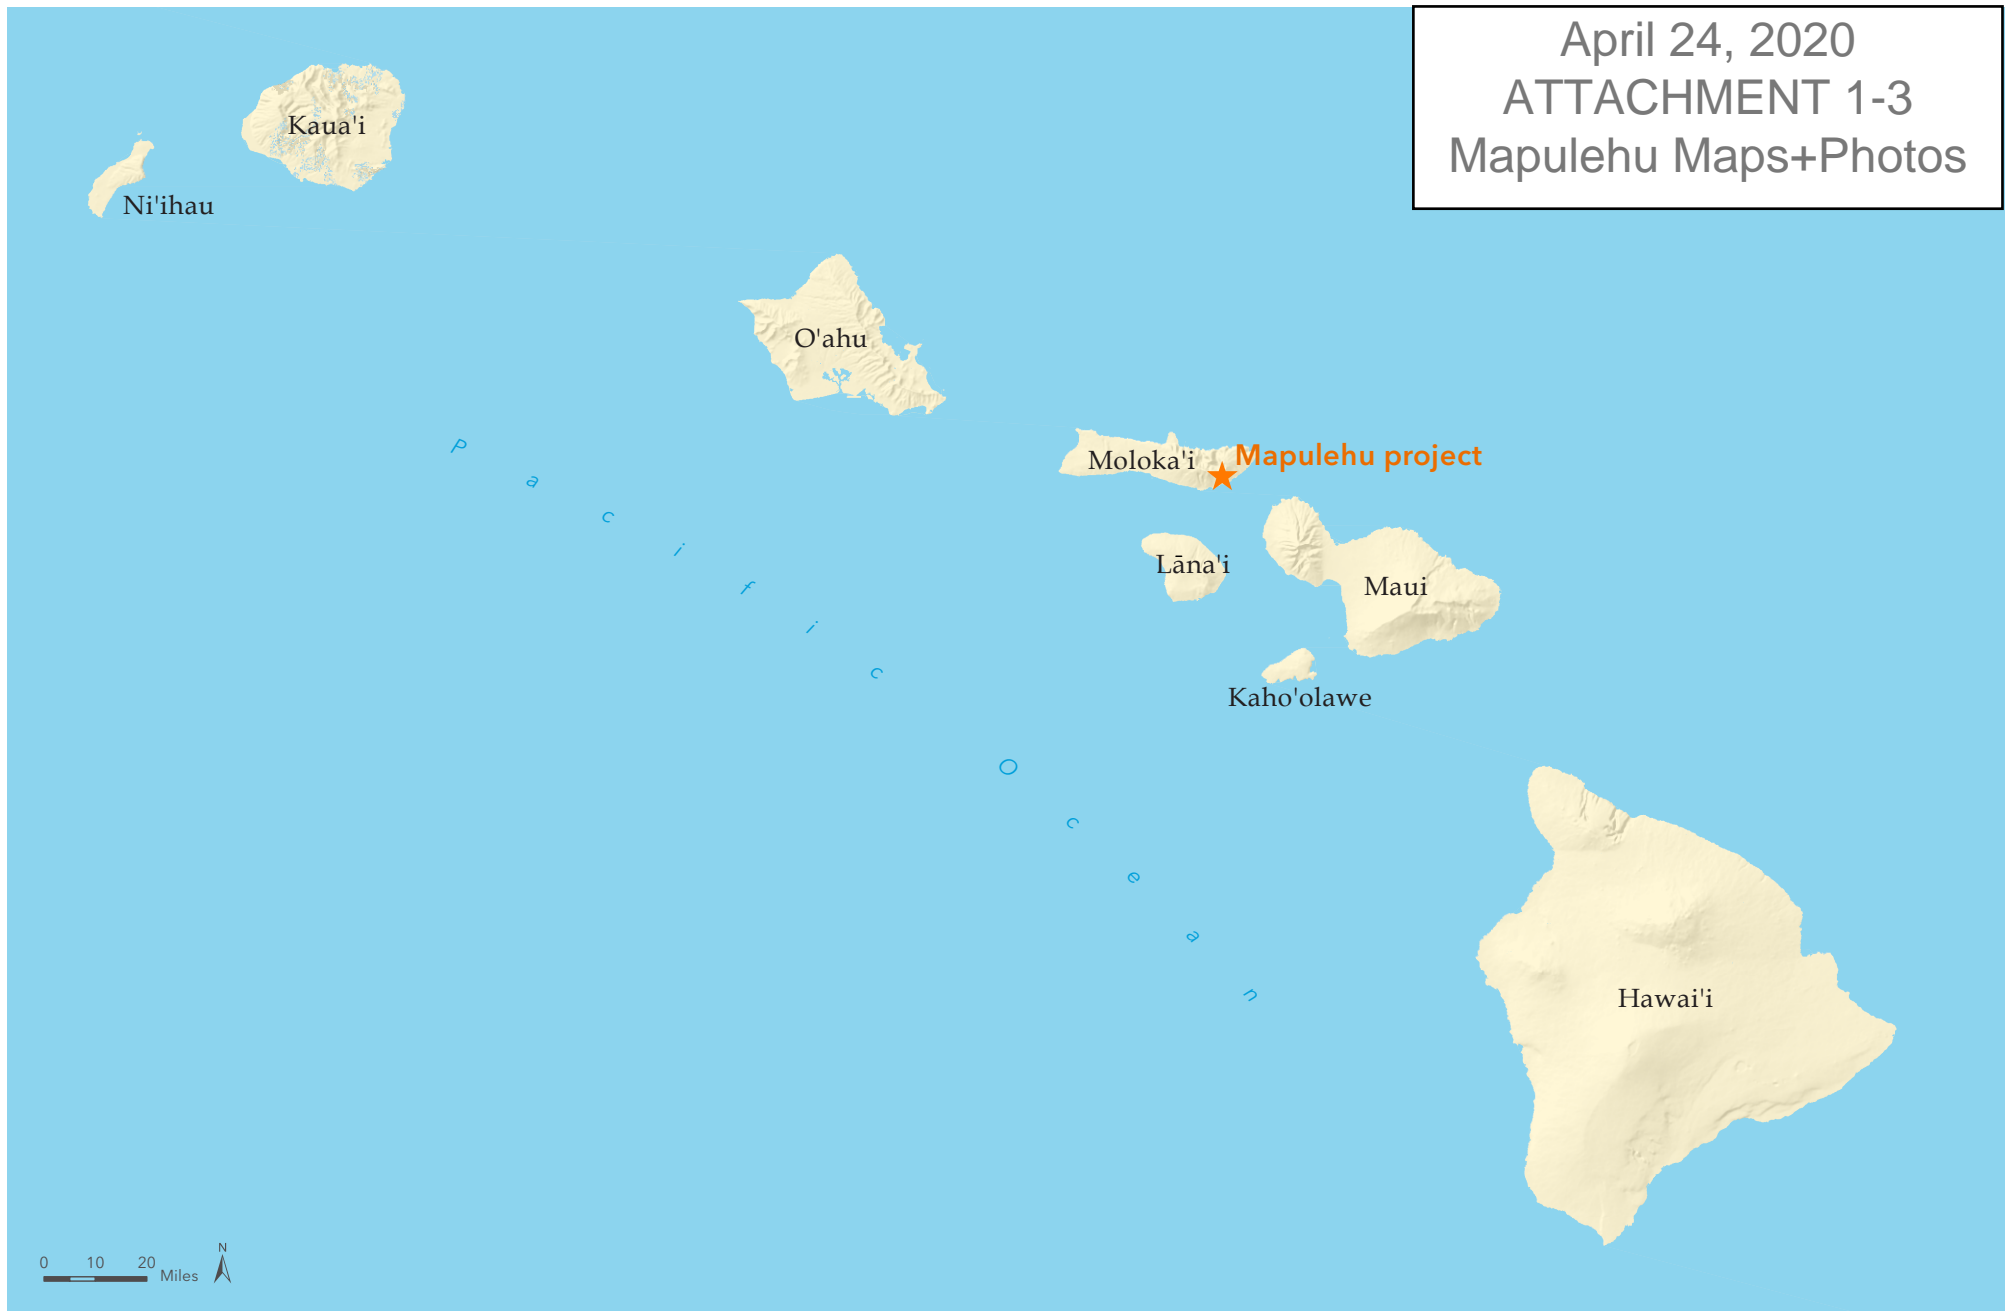 April 24, 2020
ATTACHMENT 1-3
Mapulehu Maps+Photos
Kaua'i
Ni'ihau
O'ahu
Moloka'i
Mapulehu project
Lāna'i
Maui
Kaho'olawe
Hawai'i
Pacific Ocean
0 10 20 Miles
N